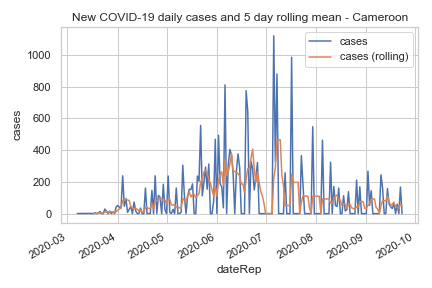 New COVID-19 daily cases and 5 day rolling mean - Cameroon
cases
cases (rolling)
1000
800
600
400
200
0
cases
2020-03
2020-04
2020-05
2020-06
2020-07
2020-08
2020-09
2020-10
dateRep